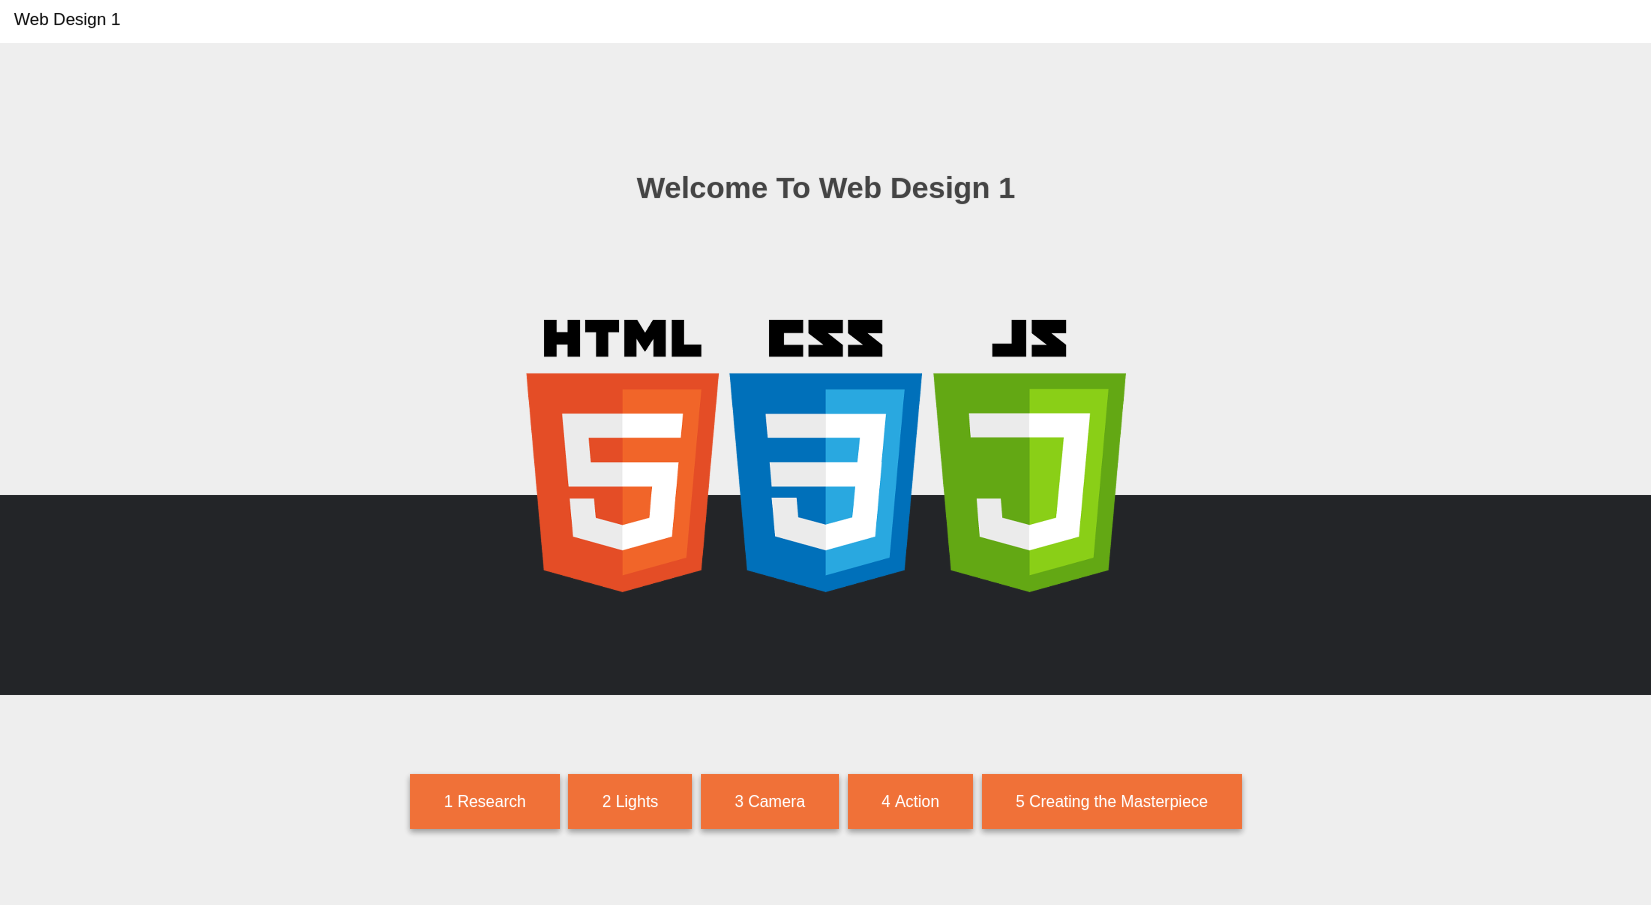 Web Design 1
Welcome To Web Design 1
HTML CSS JS
5 3
1 Research 2 Lights 3 Camera 4 Action 5 Creating the Masterpiece